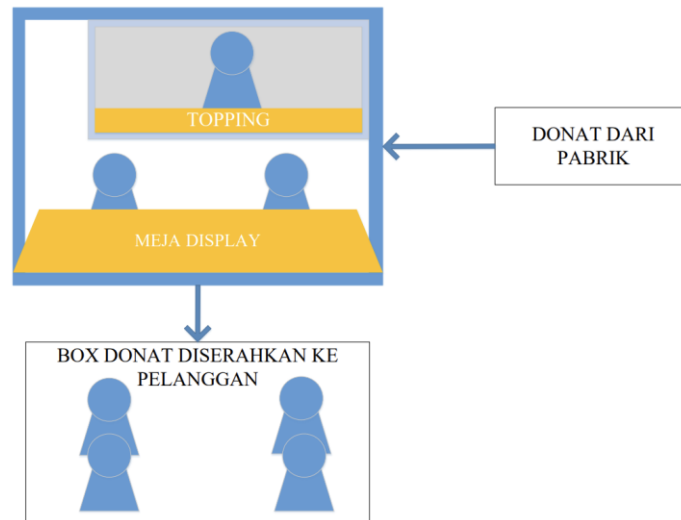 TOPPING
DONAT DARI
PABRIK
MEJA DISPLAY
BOX DONAT DISERAHKAN KE
PELANGGAN